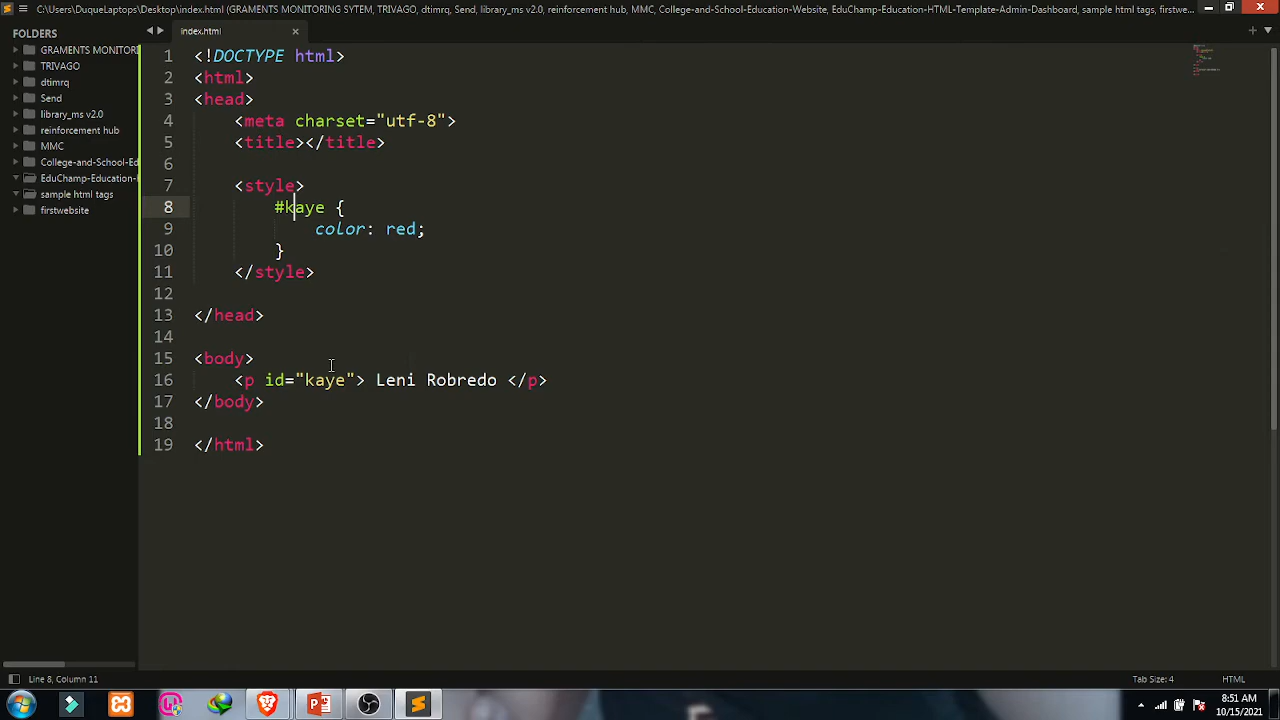 C:\Users\DuqueLaptops\Desktop\index.html (GRAMENTS MONITORING SYTEM, TRIVAGO, dtimrq, Send, library_ms v2.0, reinforcement hub, MMC, College-and-School-Education-Website, EduChamp-Education-HTML-Template-Admin-Dashboard, sample html tags, firstwe...
FOLDERS
GRAMENTS MONITORI
TRIVAGO
dtimrq
Send
library_ms v2.0
reinforcement hub
MMC
College-and-School-Ed
EduChamp-Education-
sample html tags
firstwebsite
index.html
1 <!DOCTYPE html>
2 <html>
3 <head>
4 <meta charset="utf-8">
5 <title></title>
6
7 <style>
8 #kaye {
9 color: red;
10 }
11 </style>
12
13 </head>
14
15 <body>
16 <p id="kaye"> Leni Robredo </p>
17 </body>
18
19 </html>
Line 8, Column 11
Tab Size: 4
HTML
8:51 AM
10/15/2021